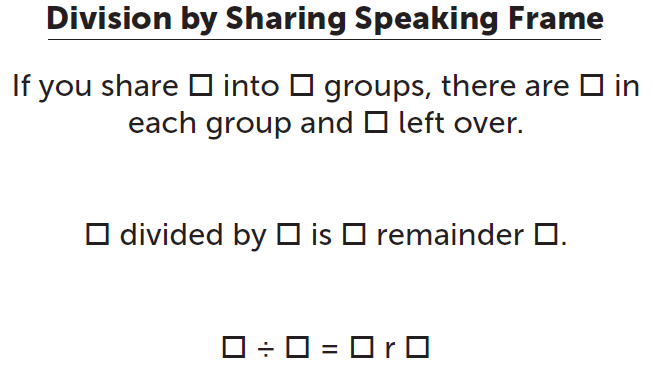 Division by Sharing Speaking Frame
If you share □ into □ groups, there are □ in
each group and □ left over.
□ divided by □ is □ remainder □.
□ ÷ □ = □ r □